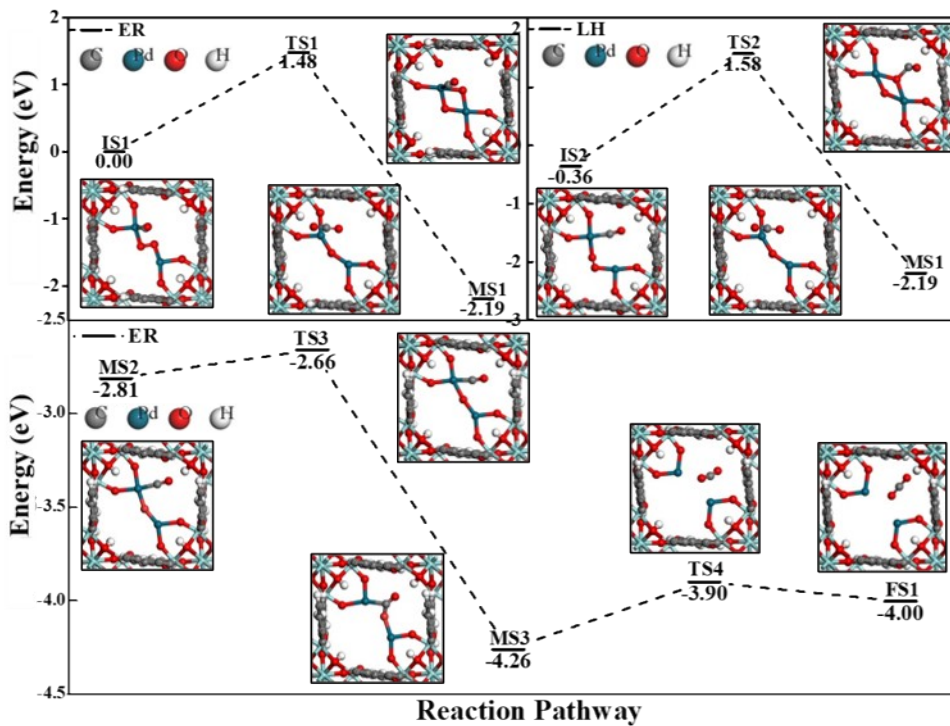 ER
C Pd O H
TS1
1.48
IS1
0.00
MS1
-2.19
2
1
0
-1
-2
-2.5
Energy (eV)
LH
C Pd O H
TS2
1.58
IS2
-0.36
MS1
-2.19
2
-1
-2
-3
ER
MS2
-2.81
TS3
-2.66
C Pd O H
MS3
-4.26
TS4
-3.90
FS1
-4.00
-3.0
-3.5
-4.0
-4.5
Energy (eV)
Reaction Pathway